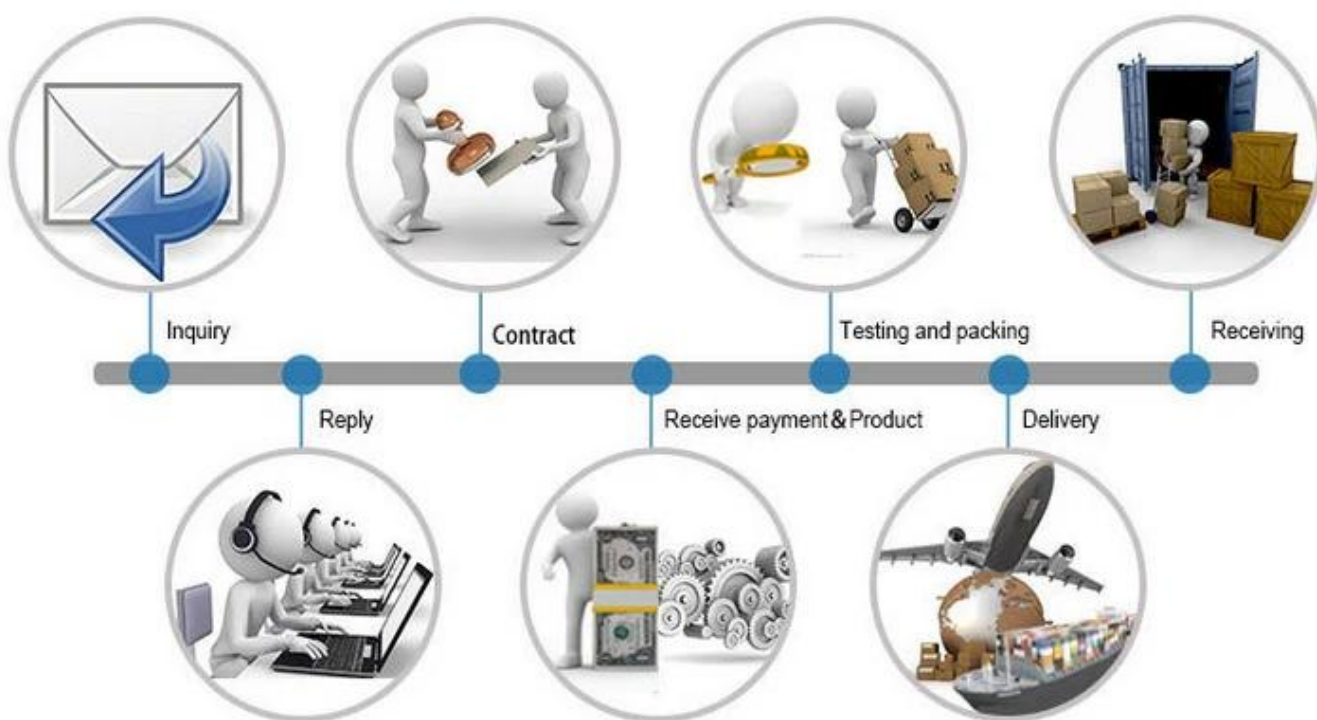 Inquiry
Reply
Contract
Receive payment & Product
Testing and packing
Delivery
Receiving